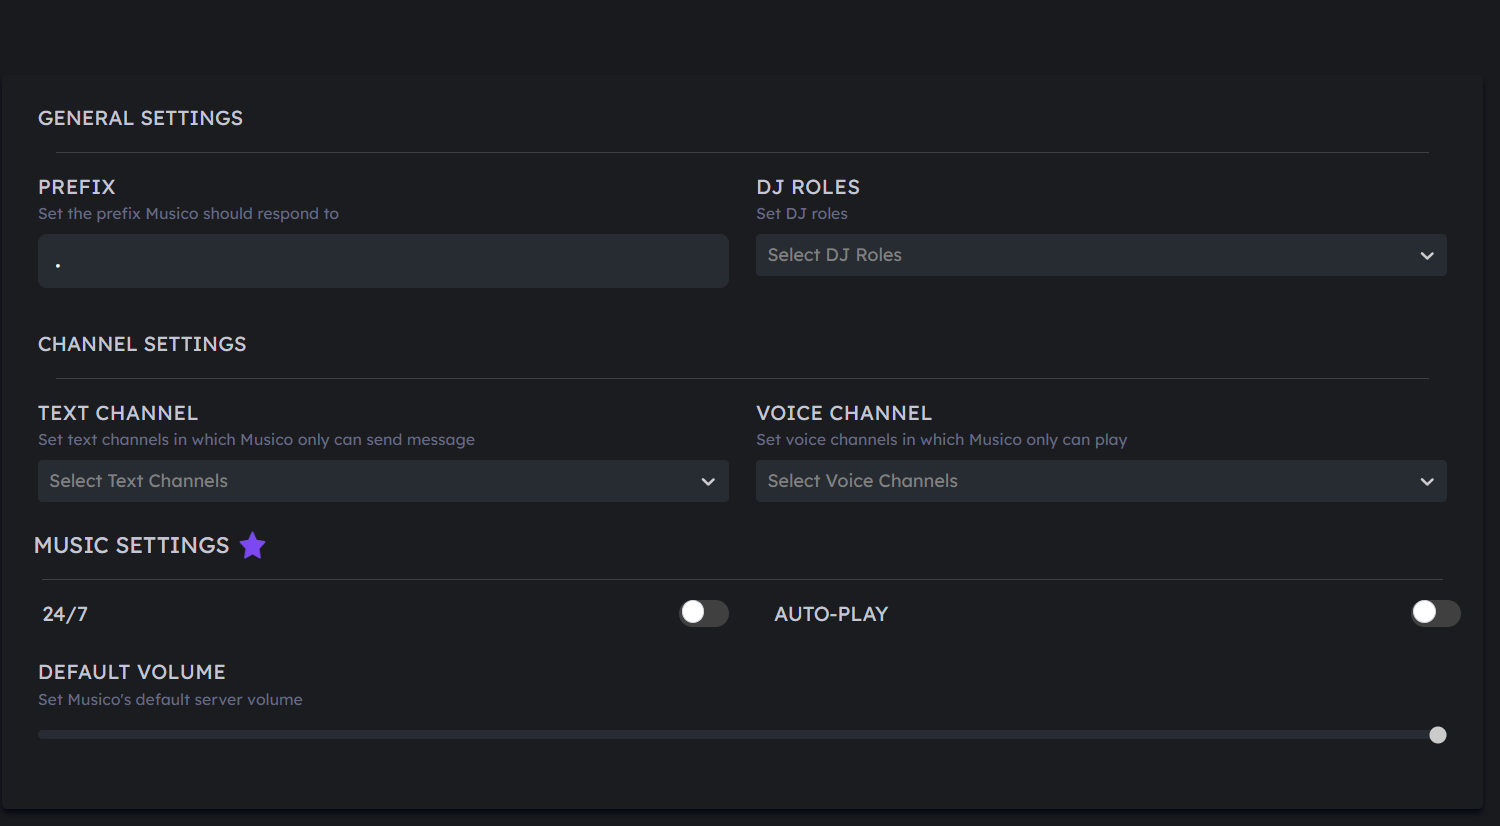 GENERAL SETTINGS
PREFIX
Set the prefix Musico should respond to
.
DJ ROLES
Set DJ roles
Select DJ Roles
CHANNEL SETTINGS
TEXT CHANNEL
Set text channels in which Musico only can send message
Select Text Channels
VOICE CHANNEL
Set voice channels in which Musico only can play
Select Voice Channels
MUSIC SETTINGS
24/7
AUTO-PLAY
DEFAULT VOLUME
Set Musico's default server volume